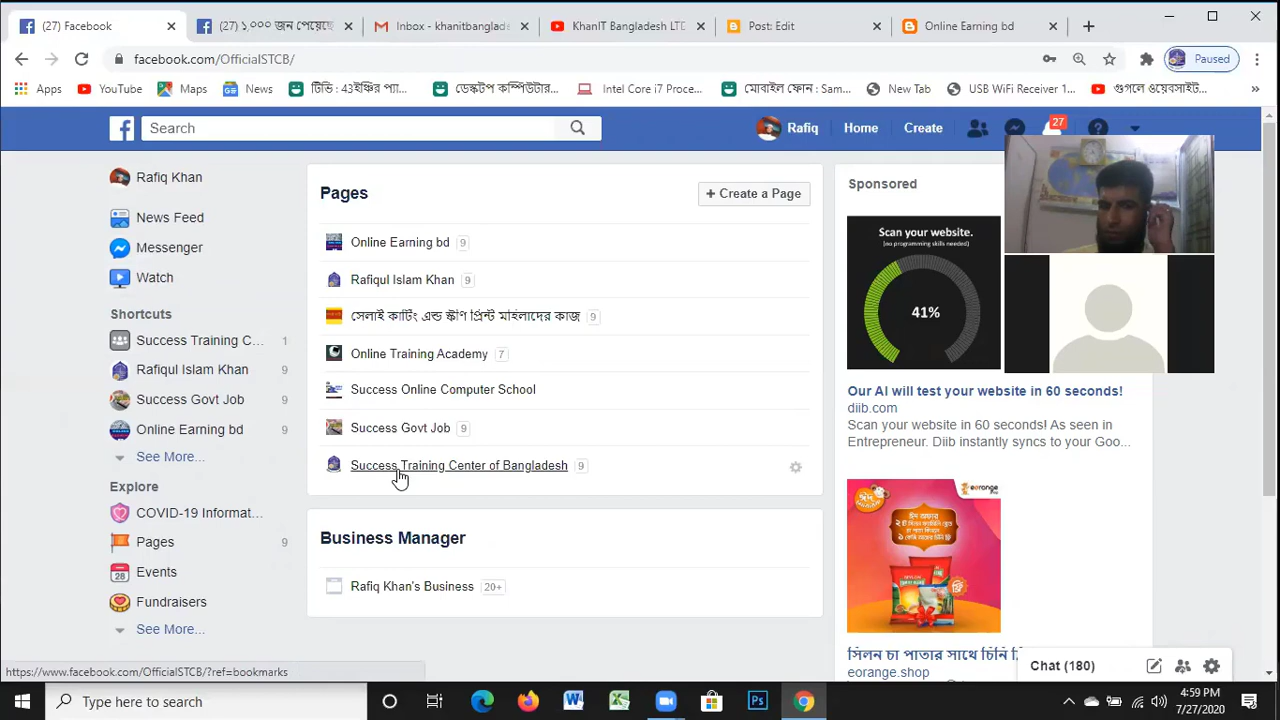 (27) Facebook
(27) ১,০০০ জন পেয়েছে
Inbox - khanitbanglade
KhanIT Bangladesh LTD
Post: Edit
Online Earning bd
facebook.com/OfficialSTCB/
Paused
Apps
YouTube
Maps
News
টিভি : 43ইঞ্চির প্যা...
ডেস্কটপ কম্পিউটার...
Intel Core i7 Proce...
মোবাইল ফোন : Sam...
New Tab
USB WiFi Receiver 1...
গুগলে ওয়েবসাইট...
Search
Rafiq
Home
Create
27
Rafiq Khan
News Feed
Messenger
Watch
Shortcuts
Success Training C... 1
Rafiqul Islam Khan 9
Success Govt Job 9
Online Earning bd 9
See More...
Explore
COVID-19 Informat...
Pages 9
Events
28
Fundraisers
See More...
Pages
+ Create a Page
Online Earning bd 9
Rafiqul Islam Khan 9
সেলাই কাটিং এন্ড স্ক্রীণ প্রিন্ট মহিলাদের কাজ 9
Online Training Academy 7
Success Online Computer School
Success Govt Job 9
Success Training Center of Bangladesh 9
Business Manager
Rafiq Khan's Business 20+
Sponsored
Scan your website.
(no programming skills needed)
41%
Our AI will test your website in 60 seconds!
diib.com
Scan your website in 60 seconds! As seen in
Entrepreneur. Diib instantly syncs to your Goo...
eorange
সিলন চা পাতার সাথে চিনি
eorange.shop
Chat (180)
https://www.facebook.com/OfficialSTCB/?ref=bookmarks
Type here to search
4:59 PM
7/27/2020